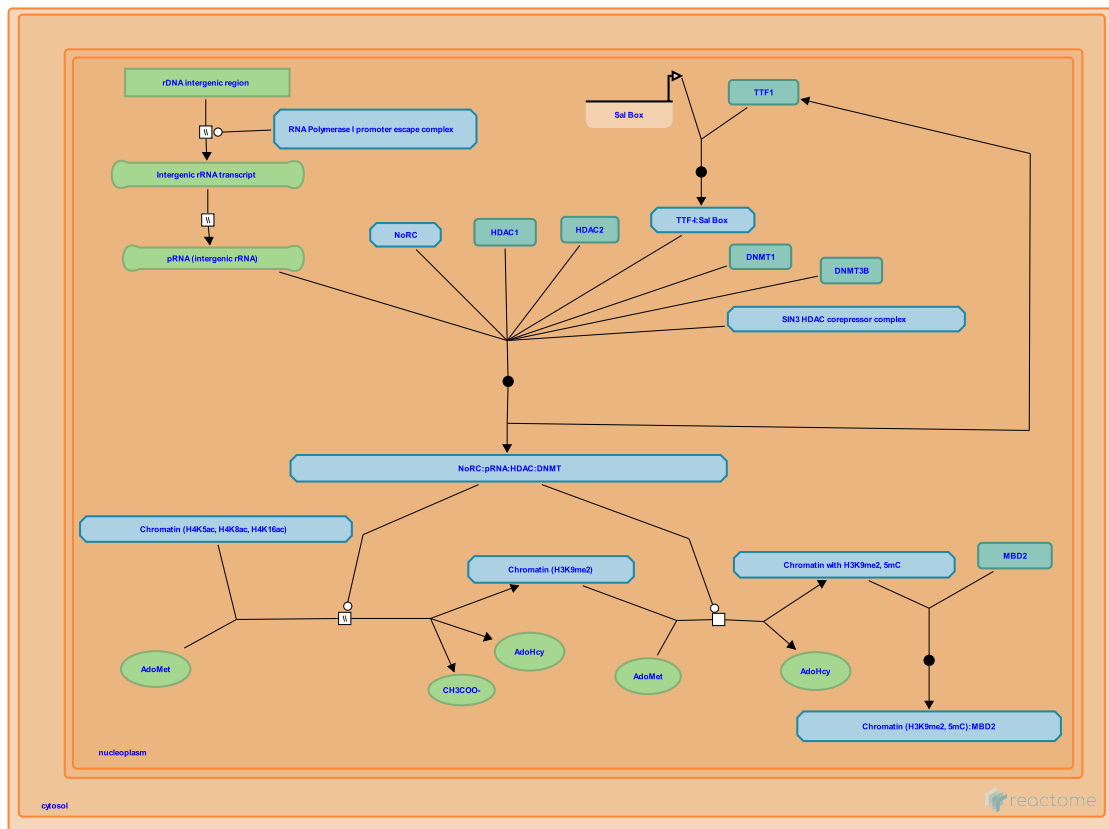 rDNA intergenic region
TTF1
Sal Box
RNA Polymerase I promoter escape complex
\\
Intergenic rRNA transcript
\\
NoRC
HDAC1
HDAC2
TTF-I:Sal Box
pRNA (intergenic rRNA)
DNMT1
DNMT3B
SIN3 HDAC corepressor complex
NoRC:pRNA:HDAC:DNMT
Chromatin (H4K5ac, H4K8ac, H4K16ac)
Chromatin (H3K9me2)
Chromatin with H3K9me2, 5mC
MBD2
\\
AdoMet
AdoHcy
CH3COO-
AdoMet
AdoHcy
Chromatin (H3K9me2, 5mC):MBD2
nucleoplasm
cytosol
reactome